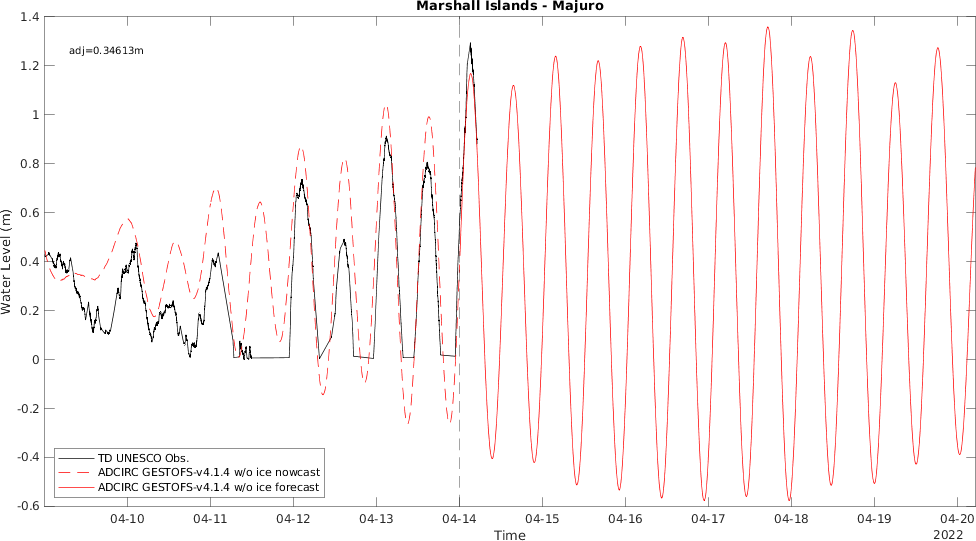 Marshall Islands - Majuro
adj=0.34613m
1.4
1.2
1
0.8
0.6
0.4
0.2
0
-0.2
-0.4
-0.6
Water Level (m)
TD UNESCO Obs.
ADCIRC GESTOFS-v4.1.4 w/o ice nowcast
ADCIRC GESTOFS-v4.1.4 w/o ice forecast
04-10 04-11 04-12 04-13 04-14 04-15 04-16 04-17 04-18 04-19 04-20
Time
2022